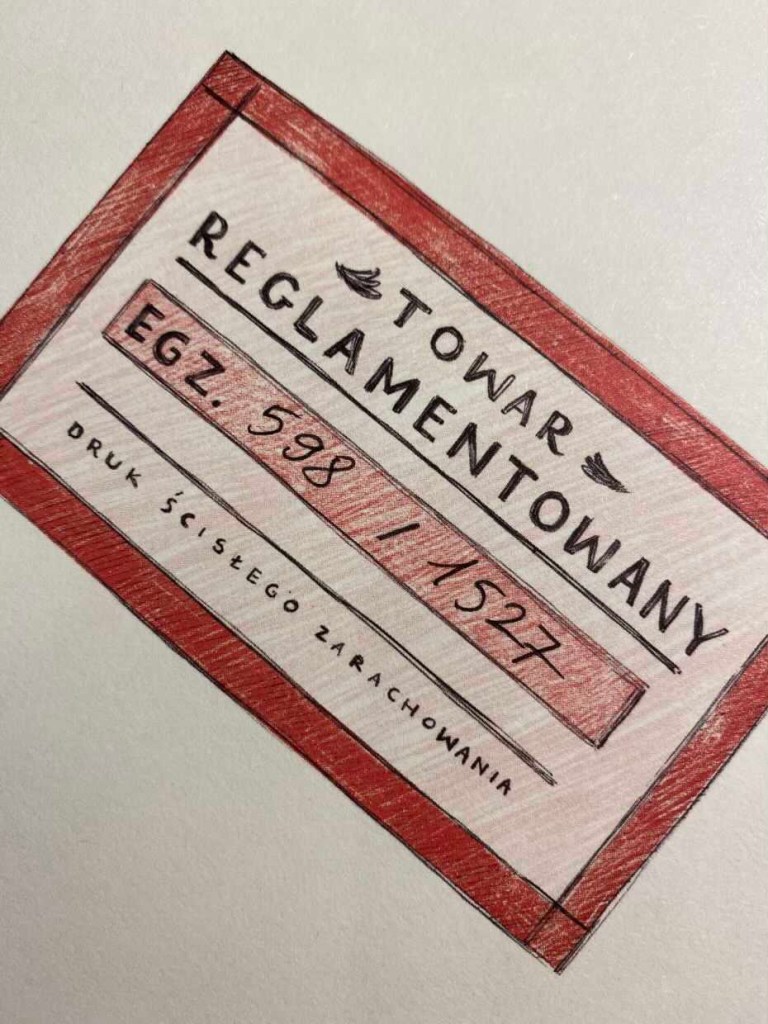 TOWAR
REGLAMENTOWANY
EGZ. 598 / 1527
DRUK ŚCISŁEGO ZARACHOWANIA